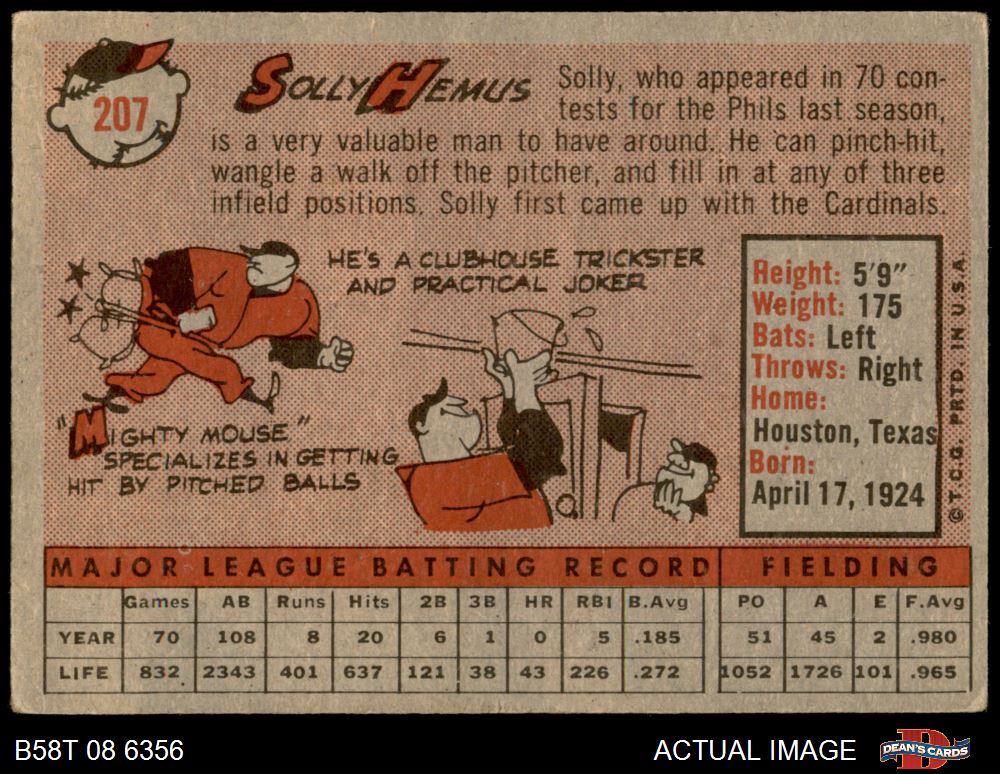 207
SOLLY HEMUS
Solly, who appeared in 70 con-
tests for the Phils last season,
is a very valuable man to have around. He can pinch-hit,
wangle a walk off the pitcher, and fill in at any of three
infield positions. Solly first came up with the Cardinals.
HE'S A CLUBHOUSE TRICKSTER
AND PRACTICAL JOKER
"MIGHTY MOUSE"
SPECIALIZES IN GETTING
HIT BY PITCHED BALLS
Height: 5'9"
Weight: 175
Bats: Left
Throws: Right
Home:
Houston, Texas
Born:
April 17, 1924
© T.C.G. PRTD. IN U.S.A.
MAJOR LEAGUE BATTING RECORD FIELDING
Games AB Runs Hits 2B 3B HR RBI B.Avg PO A E F.Avg
YEAR 70 108 8 20 6 1 0 5 .185 51 45 2 .980
LIFE 832 2343 401 637 121 38 43 226 .272 1052 1726 101 .965
B58T 08 6356 ACTUAL IMAGE DEAN'S CARDS